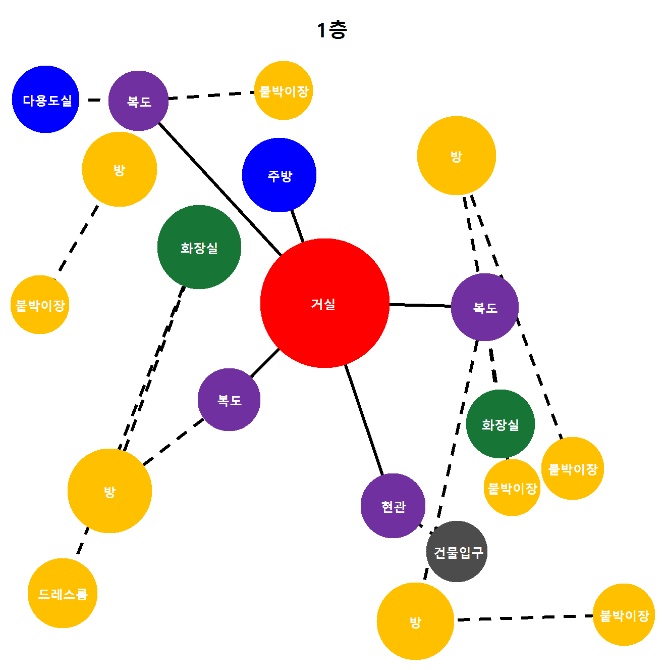 1층
다용도실
복도
붙박이장
방
주방
방
화장실
붙박이장
거실
복도
복도
화장실
방
붙박이장
붙박이장
현관
건물입구
드레스룸
방
붙박이장